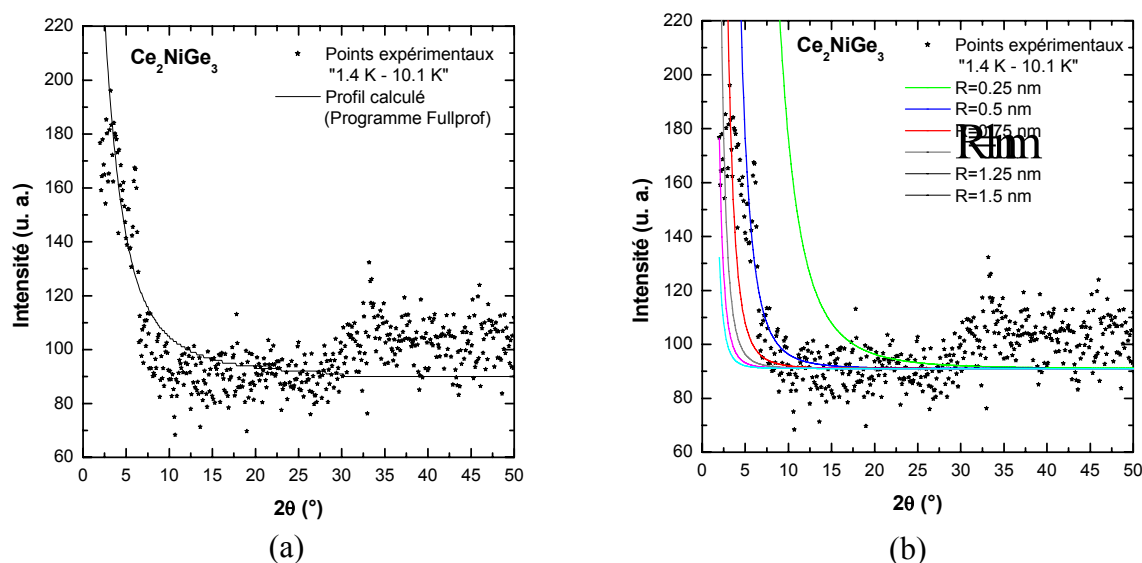 Ce2NiGe3
Points expérimentaux
"1.4 K - 10.1 K"
Profil calculé
(Programme Fullprof)
Intensité (u. a.)
220
200
180
160
140
120
100
80
60
0 5 10 15 20 25 30 35 40 45 50
2θ (°)
(a)
Ce2NiGe3
Points expérimentaux
"1.4 K - 10.1 K"
R=0.25 nm
R=0.5 nm
R=0.75 nm
R=1.25 nm
R=1.5 nm
Intensité (u. a.)
220
200
180
160
140
120
100
80
60
0 5 10 15 20 25 30 35 40 45 50
2θ (°)
(b)